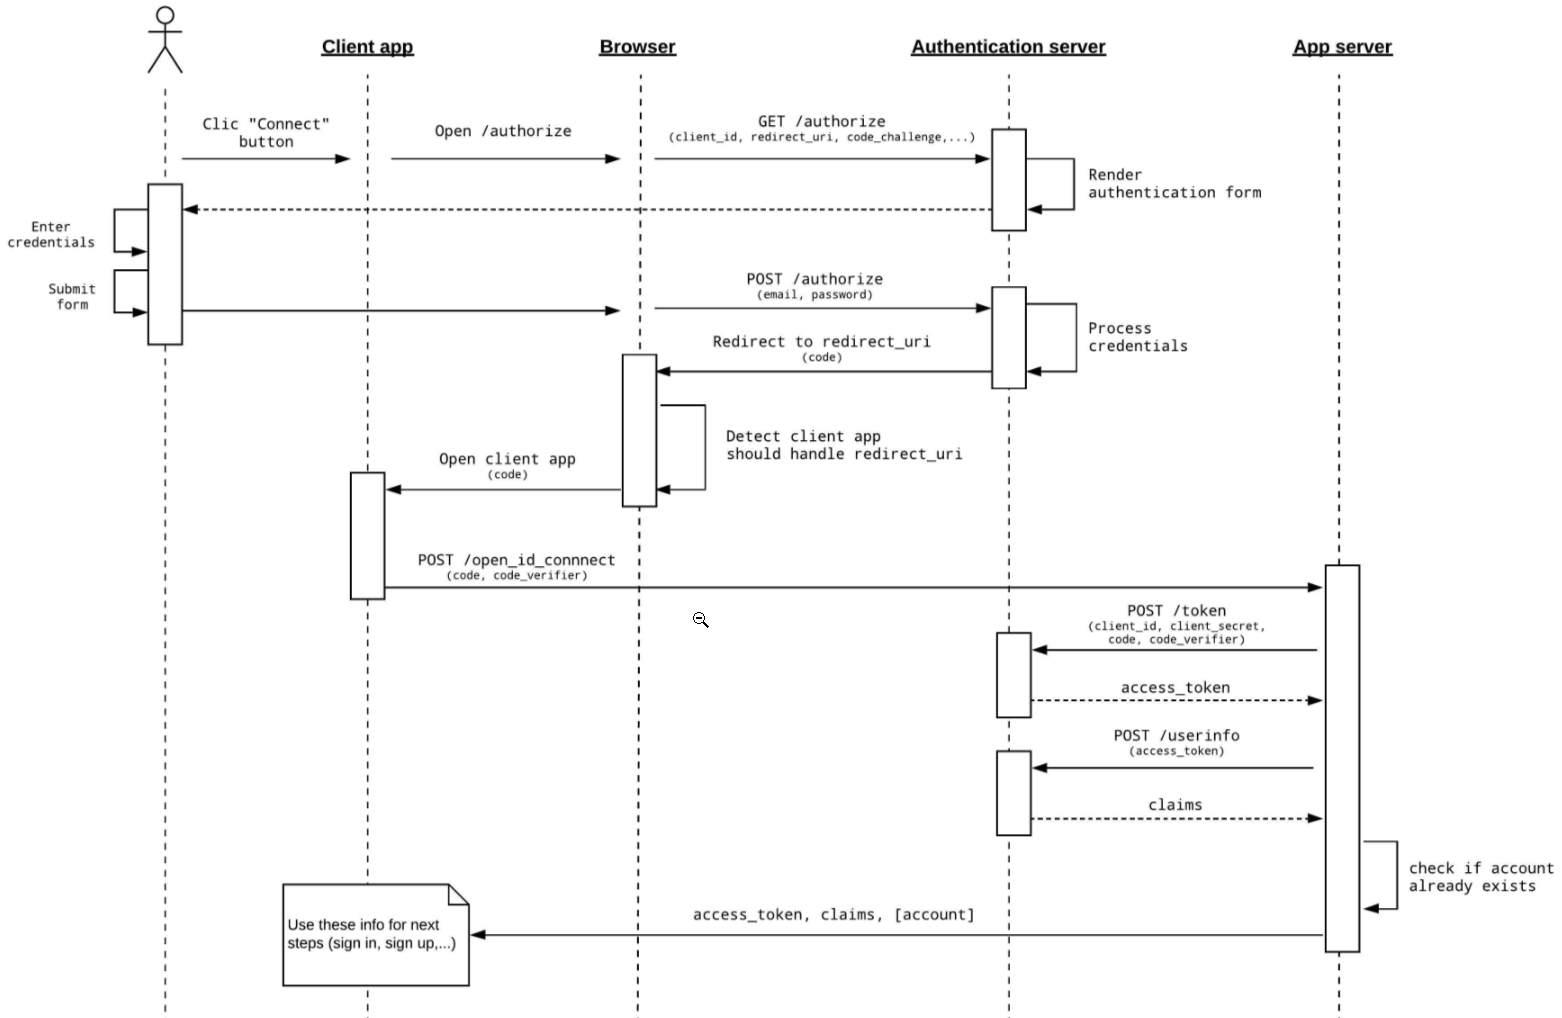 Client app
Browser
Authentication server
App server
Clic "Connect"
button
Open /authorize
GET /authorize
(client_id, redirect_uri, code_challenge,...)
Render
authentication form
Enter
credentials
Submit
form
POST /authorize
(email, password)
Process
credentials
Redirect to redirect_uri
(code)
Detect client app
should handle redirect_uri
Open client app
(code)
POST /open_id_connnect
(code, code_verifier)
POST /token
(client_id, client_secret,
code, code_verifier)
access_token
POST /userinfo
(access_token)
claims
check if account
already exists
access_token, claims, [account]
Use these info for next
steps (sign in, sign up,...)